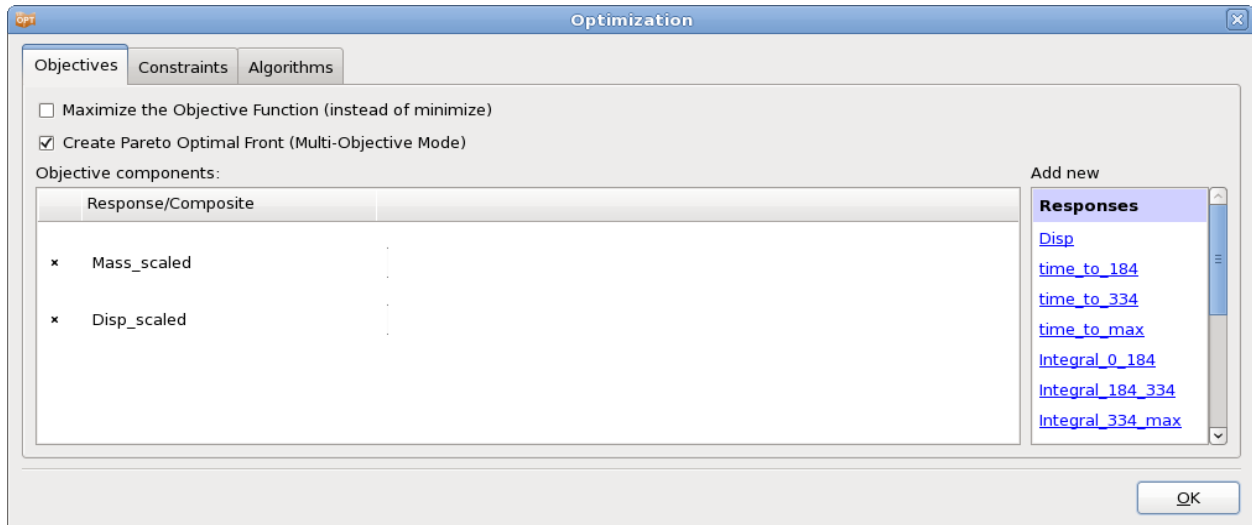 OPT Optimization
Objectives Constraints Algorithms
Maximize the Objective Function (instead of minimize)
Create Pareto Optimal Front (Multi-Objective Mode)
Objective components:
Response/Composite
Mass_scaled
Disp_scaled
Add new
Responses
Disp
time_to_184
time_to_334
time_to_max
Integral_0_184
Integral_184_334
Integral_334_max
OK